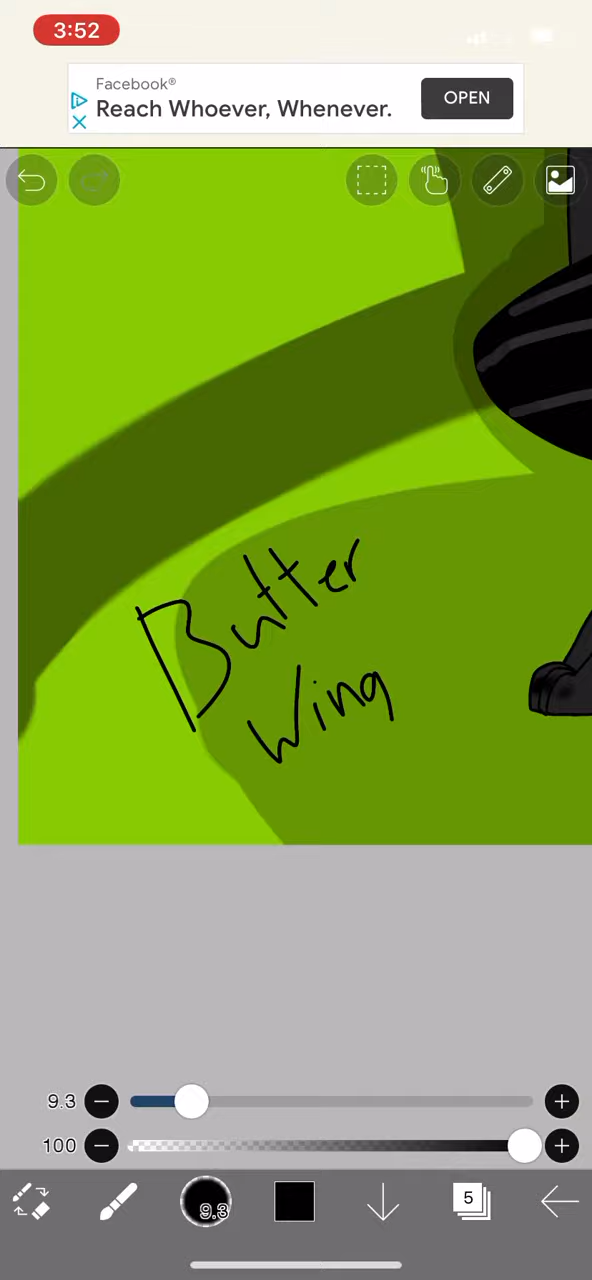 3:52
Facebook®
Reach Whoever, Whenever.
OPEN
Butter
Wing
9.3
100
9.3
5